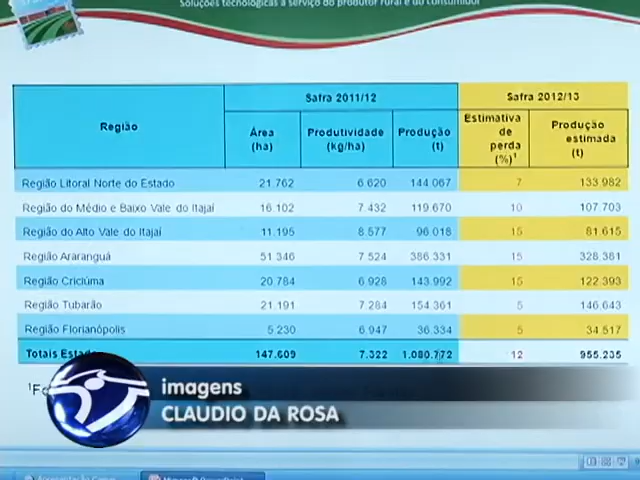 Soluções tecnológicas a serviço do produtor rural e do consumidor
Safra 2011/12 Safra 2012/13
Região Área (ha) Produtividade (kg/ha) Produção (t) Estimativa de perda (%)¹ Produção estimada (t)
Região Litoral Norte do Estado 21.762 6.620 144.067 7 133.982
Região do Médio e Baixo Vale do Itajaí 16.102 7.432 119.670 10 107.703
Região do Alto Vale do Itajaí 11.195 8.577 96.018 15 81.615
Região Araranguá 51.346 7.524 386.331 15 328.381
Região Criciúma 20.784 6.928 143.992 15 122.393
Região Tubarão 21.191 7.284 154.361 5 146.643
Região Florianópolis 5.230 6.947 36.334 5 34.517
Totais 147.609 7.322 1.080.772 12 955.235
imagens
CLAUDIO DA ROSA